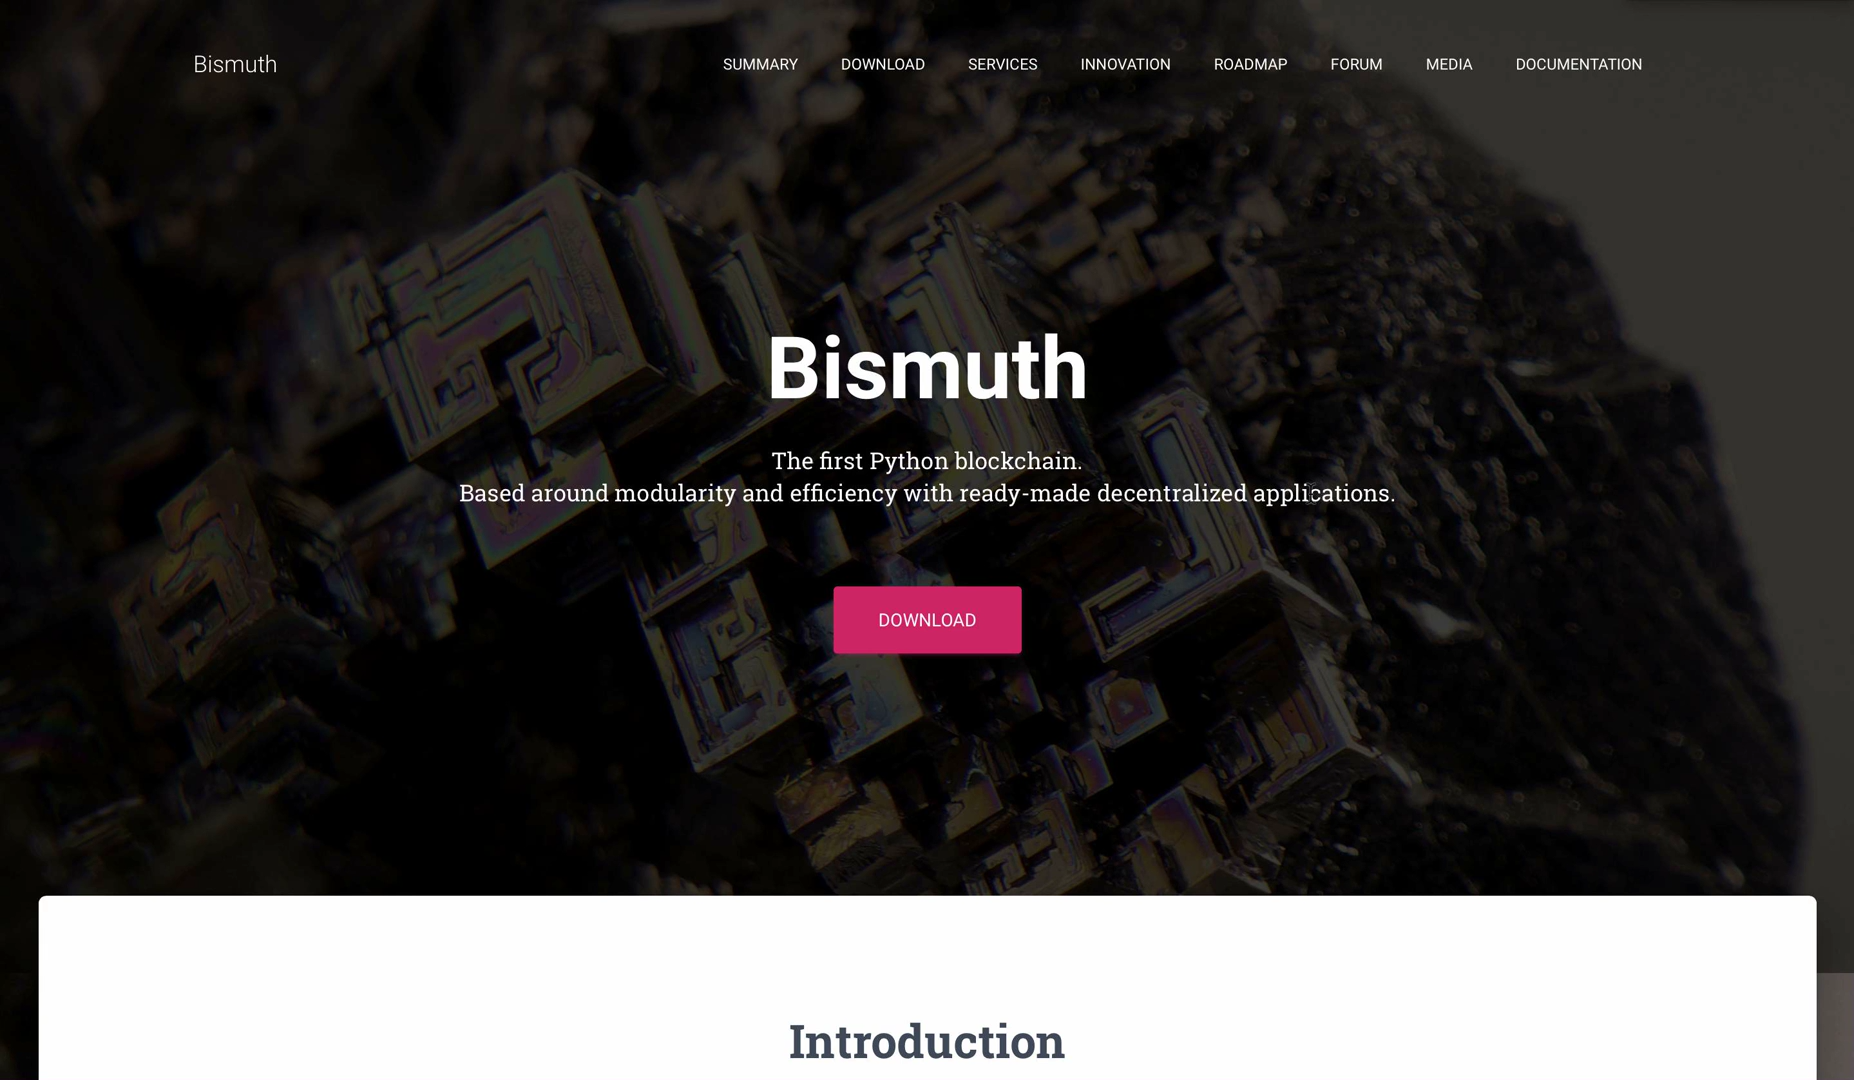 Bismuth
SUMMARY DOWNLOAD SERVICES INNOVATION ROADMAP FORUM MEDIA DOCUMENTATION
Bismuth
The first Python blockchain.
Based around modularity and efficiency with ready-made decentralized applications.
DOWNLOAD
Introduction